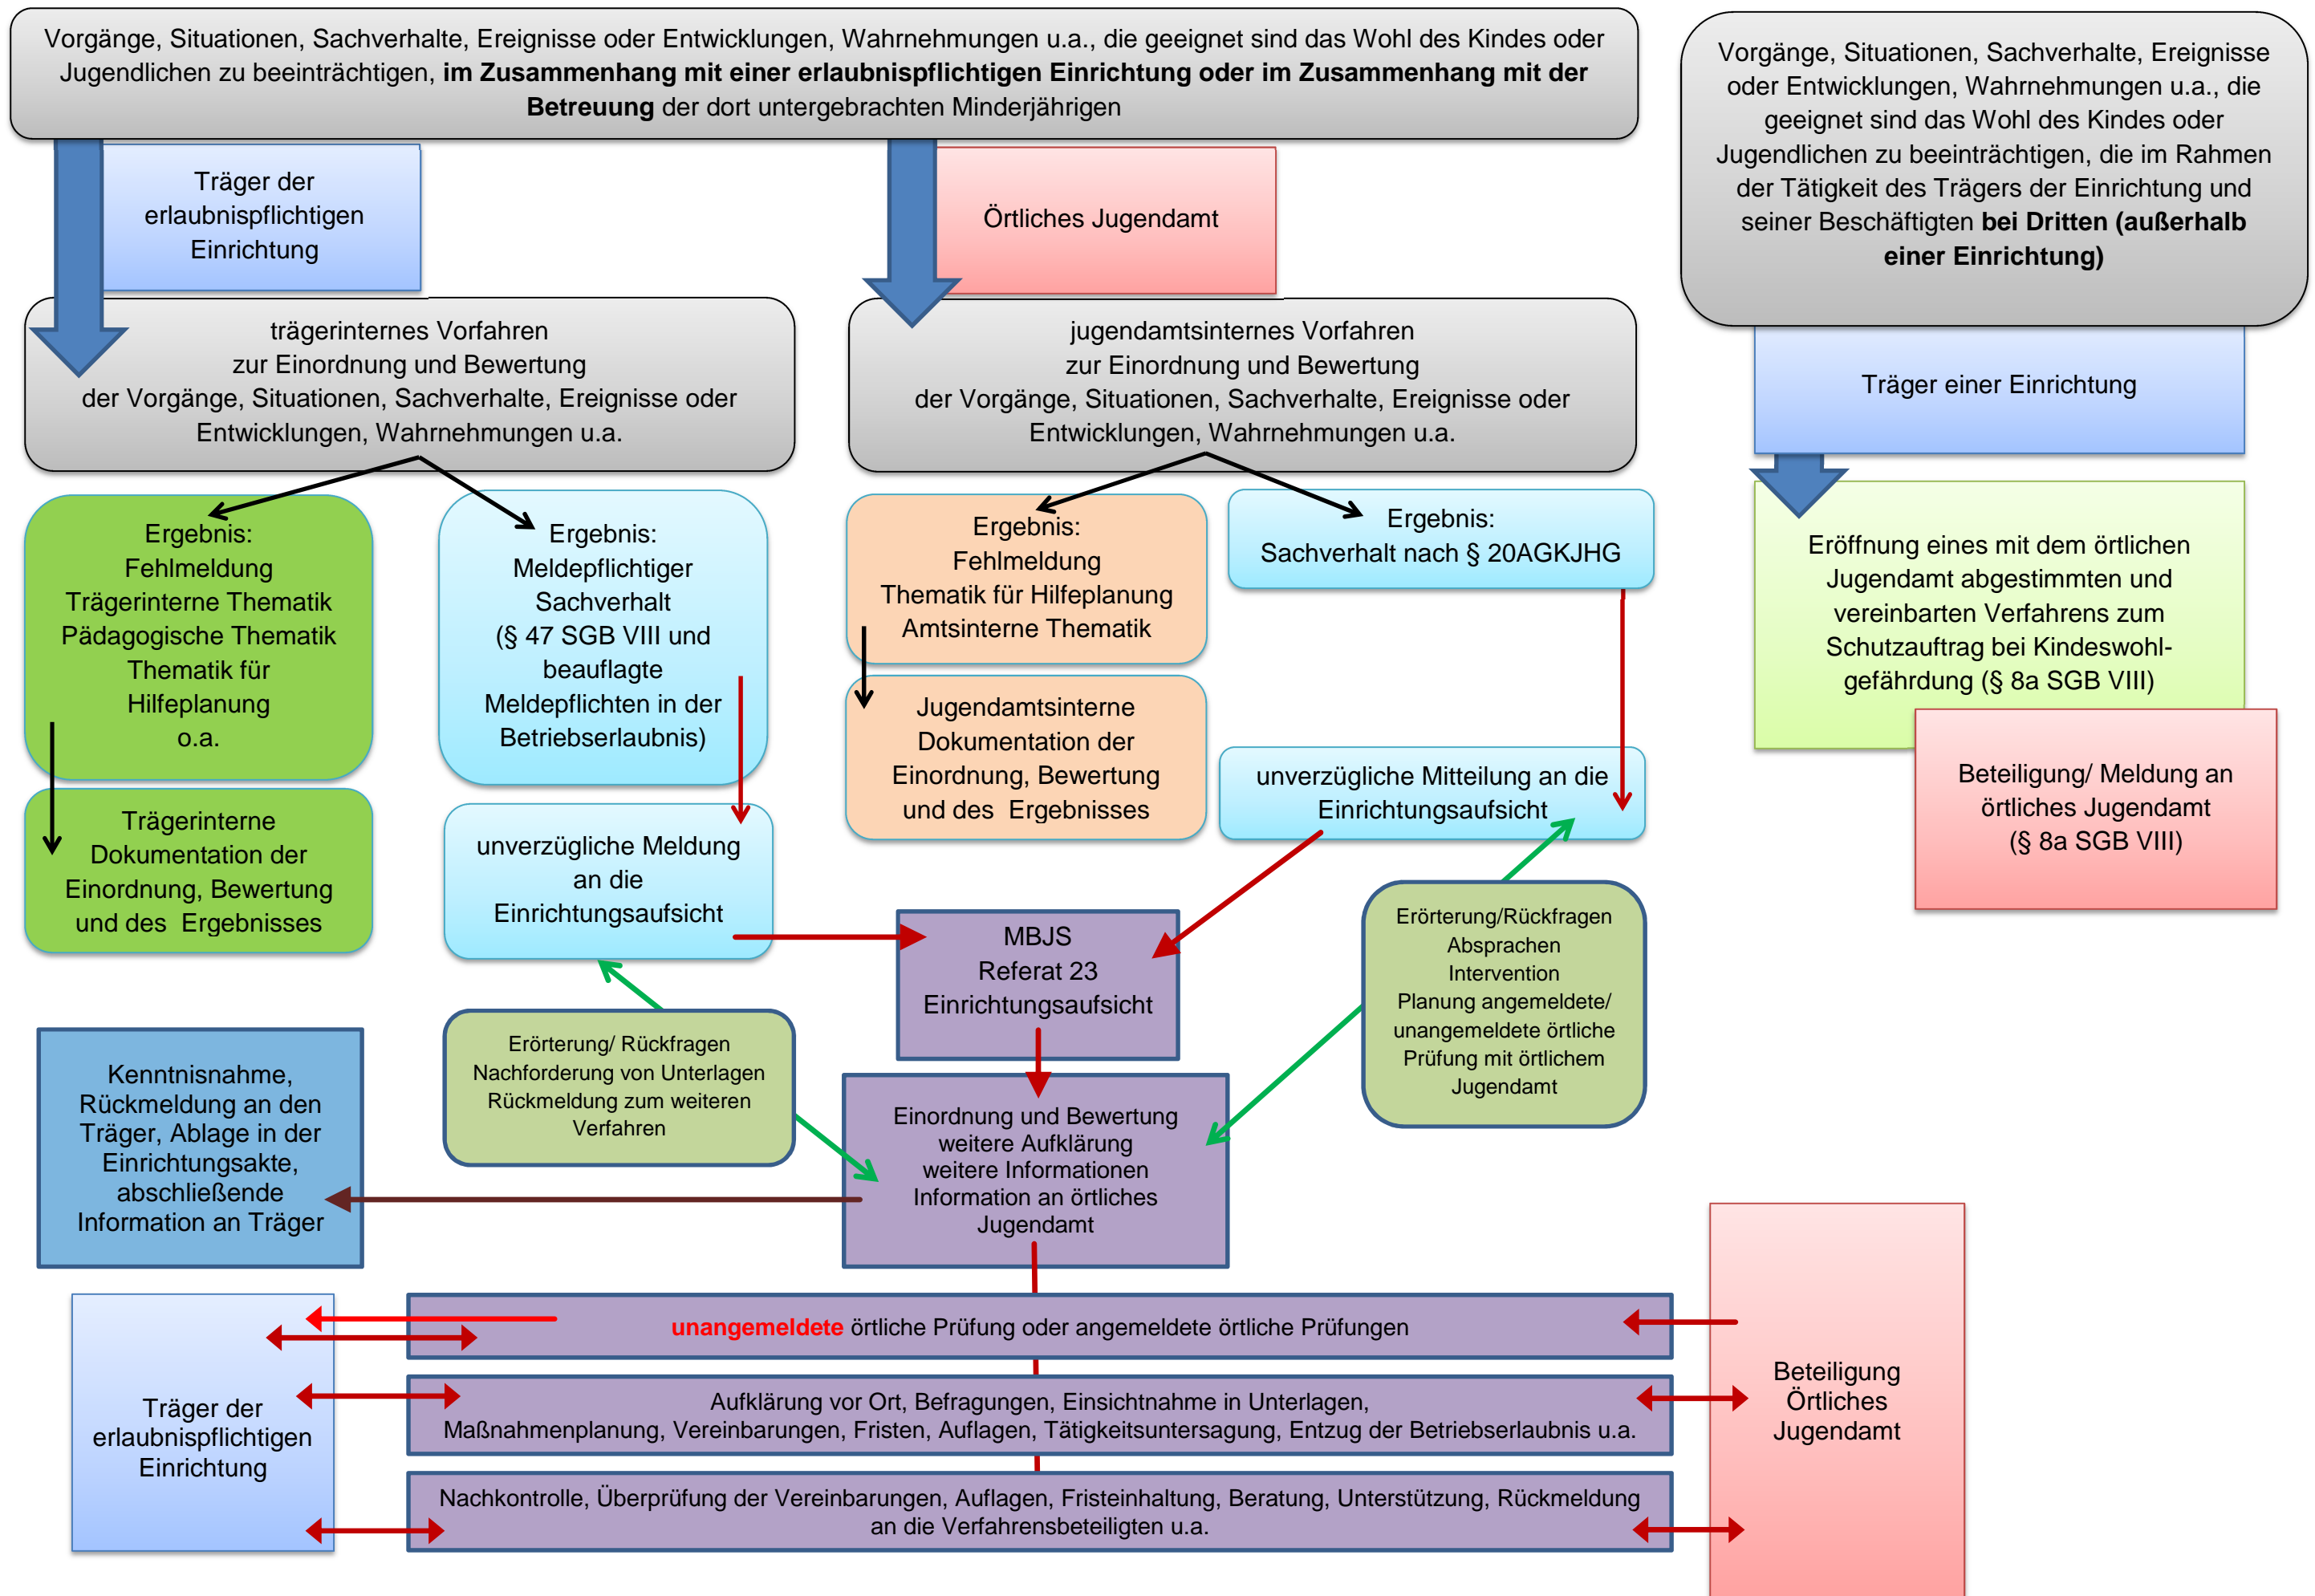 Vorgänge, Situationen, Sachverhalte, Ereignisse oder Entwicklungen, Wahrnehmungen u.a., die geeignet sind das Wohl des Kindes oder
Jugendlichen zu beeinträchtigen, im Zusammenhang mit einer erlaubnispflichtigen Einrichtung oder im Zusammenhang mit der
Betreuung der dort untergebrachten Minderjährigen
Träger der
erlaubnispflichtigen
Einrichtung
Örtliches Jugendamt
trägerinternes Vorfahren
zur Einordnung und Bewertung
der Vorgänge, Situationen, Sachverhalte, Ereignisse oder
Entwicklungen, Wahrnehmungen u.a.
jugendamtsinternes Vorfahren
zur Einordnung und Bewertung
der Vorgänge, Situationen, Sachverhalte, Ereignisse oder
Entwicklungen, Wahrnehmungen u.a.
Ergebnis:
Fehlmeldung
Trägerinterne Thematik
Pädagogische Thematik
Thematik für
Hilfeplanung
o.a.
Trägerinterne
Dokumentation der
Einordnung, Bewertung
und des Ergebnisses
Ergebnis:
Meldepflichtiger
Sachverhalt
(§ 47 SGB VIII und
beauflagte
Meldepflichten in der
Betriebserlaubnis)
unverzügliche Meldung
an die
Einrichtungsaufsicht
Ergebnis:
Fehlmeldung
Thematik für Hilfeplanung
Amtsinterne Thematik
Jugendamtsinterne
Dokumentation der
Einordnung, Bewertung
und des Ergebnisses
Ergebnis:
Sachverhalt nach § 20AGKJHG
unverzügliche Mitteilung an die
Einrichtungsaufsicht
Vorgänge, Situationen, Sachverhalte, Ereignisse
oder Entwicklungen, Wahrnehmungen u.a., die
geeignet sind das Wohl des Kindes oder
Jugendlichen zu beeinträchtigen, die im Rahmen
der Tätigkeit des Trägers der Einrichtung und
seiner Beschäftigten bei Dritten (außerhalb
einer Einrichtung)
Träger einer Einrichtung
Eröffnung eines mit dem örtlichen
Jugendamt abgestimmten und
vereinbarten Verfahrens zum
Schutzauftrag bei Kindeswohl-
gefährdung (§ 8a SGB VIII)
Beteiligung/ Meldung an
örtliches Jugendamt
(§ 8a SGB VIII)
MBJS
Referat 23
Einrichtungsaufsicht
Erörterung/Rückfragen
Absprachen
Intervention
Planung angemeldete/
unangemeldete örtliche
Prüfung mit örtlichem
Jugendamt
Erörterung/ Rückfragen
Nachforderung von Unterlagen
Rückmeldung zum weiteren
Verfahren
Kenntnisnahme,
Rückmeldung an den
Träger, Ablage in der
Einrichtungsakte,
abschließende
Information an Träger
Einordnung und Bewertung
weitere Aufklärung
weitere Informationen
Information an örtliches
Jugendamt
Träger der
erlaubnispflichtigen
Einrichtung
unangemeldete örtliche Prüfung oder angemeldete örtliche Prüfungen
Aufklärung vor Ort, Befragungen, Einsichtnahme in Unterlagen,
Maßnahmenplanung, Vereinbarungen, Fristen, Auflagen, Tätigkeitsuntersagung, Entzug der Betriebserlaubnis u.a.
Nachkontrolle, Überprüfung der Vereinbarungen, Auflagen, Fristeinhaltung, Beratung, Unterstützung, Rückmeldung
an die Verfahrensbeteiligten u.a.
Beteiligung
Örtliches
Jugendamt